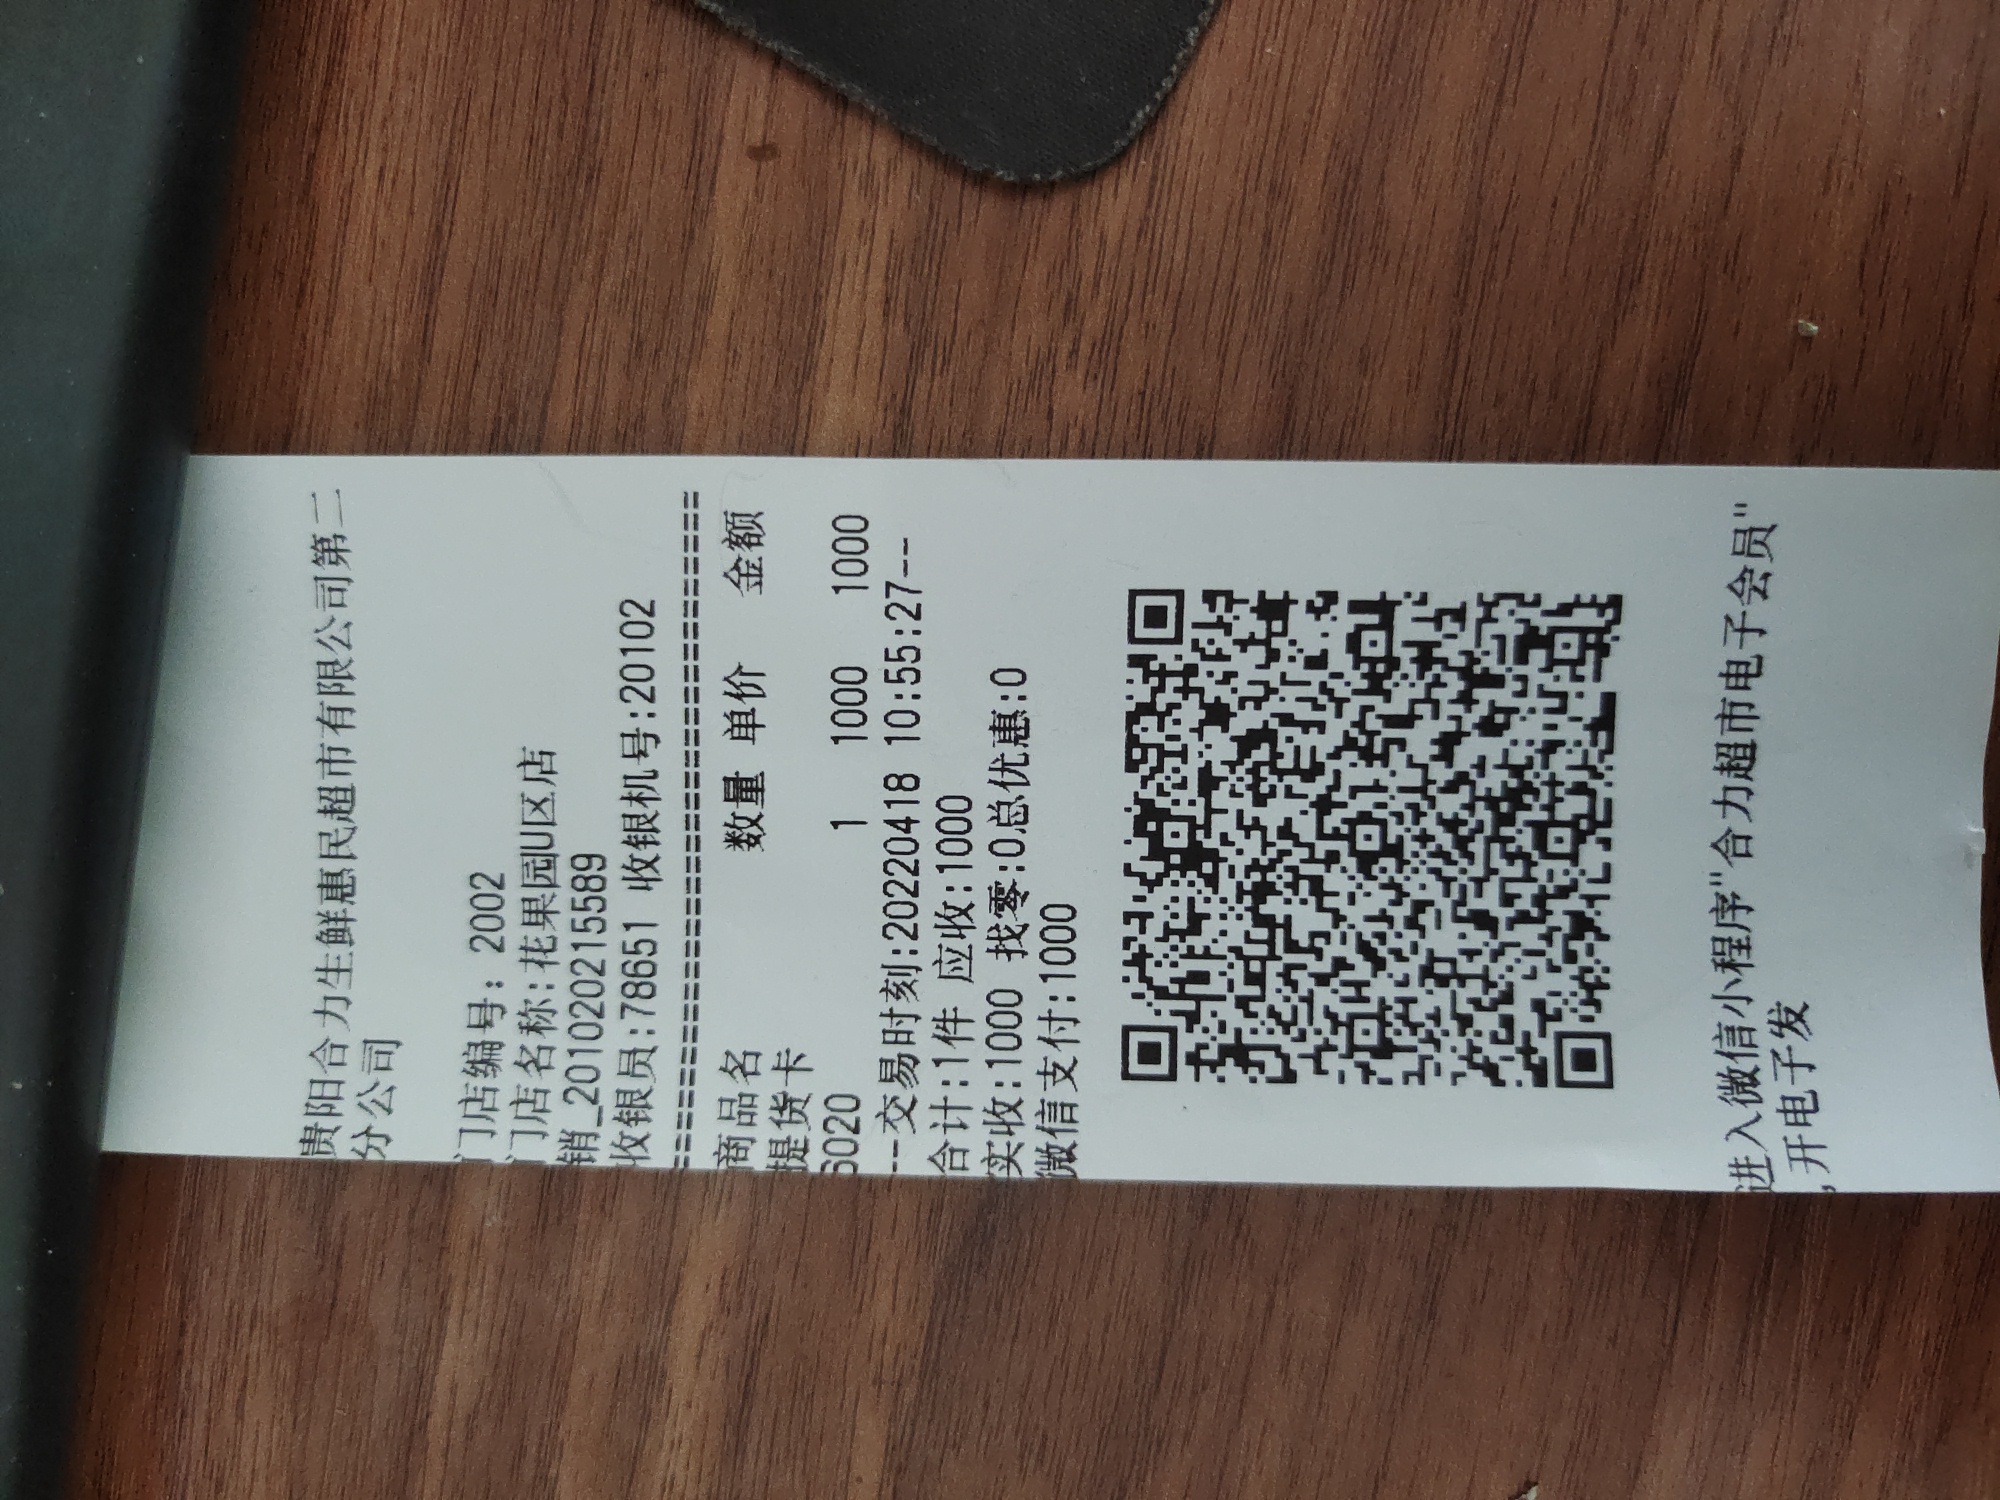 贵阳合力生鲜惠民超市有限公司第二
分公司
门店编号: 2002
门店名称:花果园U区店
销_2010202215589
收银员:78651 收银机号:20102
================================
商品名 数量 单价 金额
提货卡
6020 1 1000 1000
--交易时刻:20220418 10:55:27--
合计:1件 应收:1000
实收:1000 找零:0总优惠:0
微信支付:1000
进入微信小程序"合力超市电子会员"
,开电子发